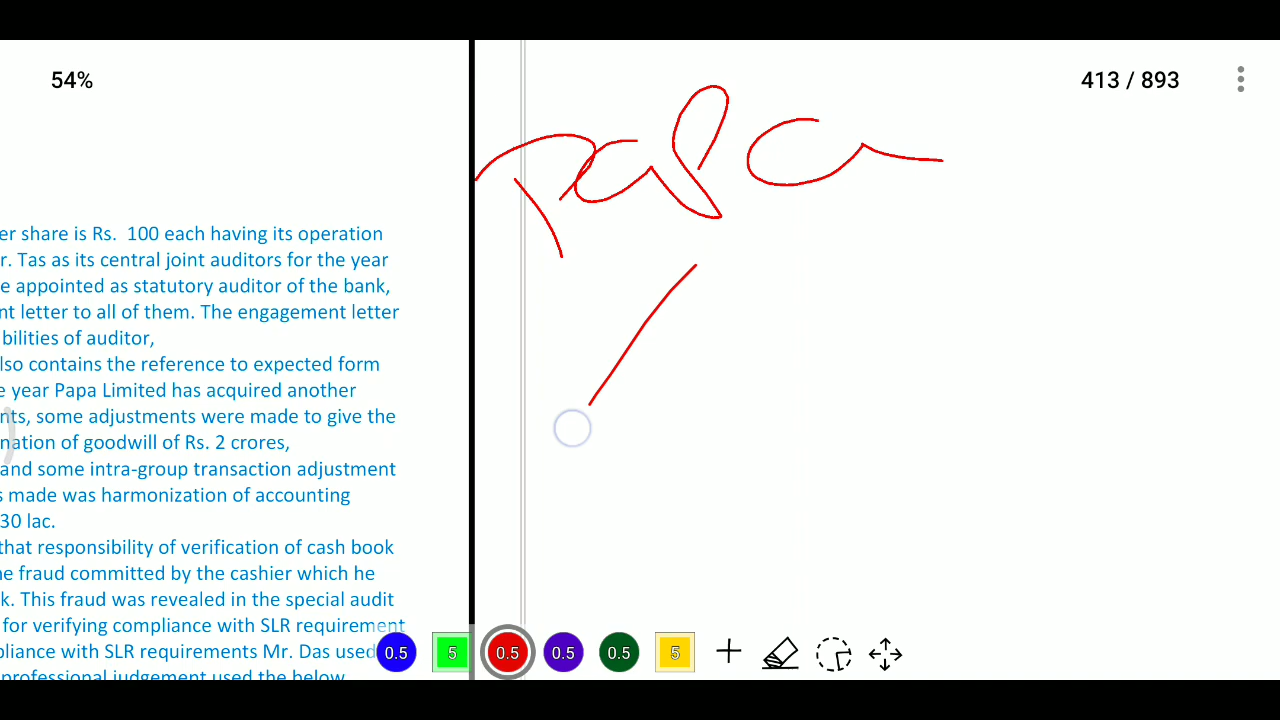 54%
413 / 893
Papa
er share is Rs. 100 each having its operation
r. Tas as its central joint auditors for the year
e appointed as statutory auditor of the bank,
nt letter to all of them. The engagement letter
bilities of auditor,
lso contains the reference to expected form
e year Papa Limited has acquired another
nts, some adjustments were made to give the
nation of goodwill of Rs. 2 crores,
and some intra-group transaction adjustment
s made was harmonization of accounting
30 lac.
that responsibility of verification of cash book
ne fraud committed by the cashier which he
k. This fraud was revealed in the special audit
for verifying compliance with SLR requirement
pliance with SLR requirements Mr. Das used
professional judgement used the below
0.5 5 0.5 0.5 0.5 5